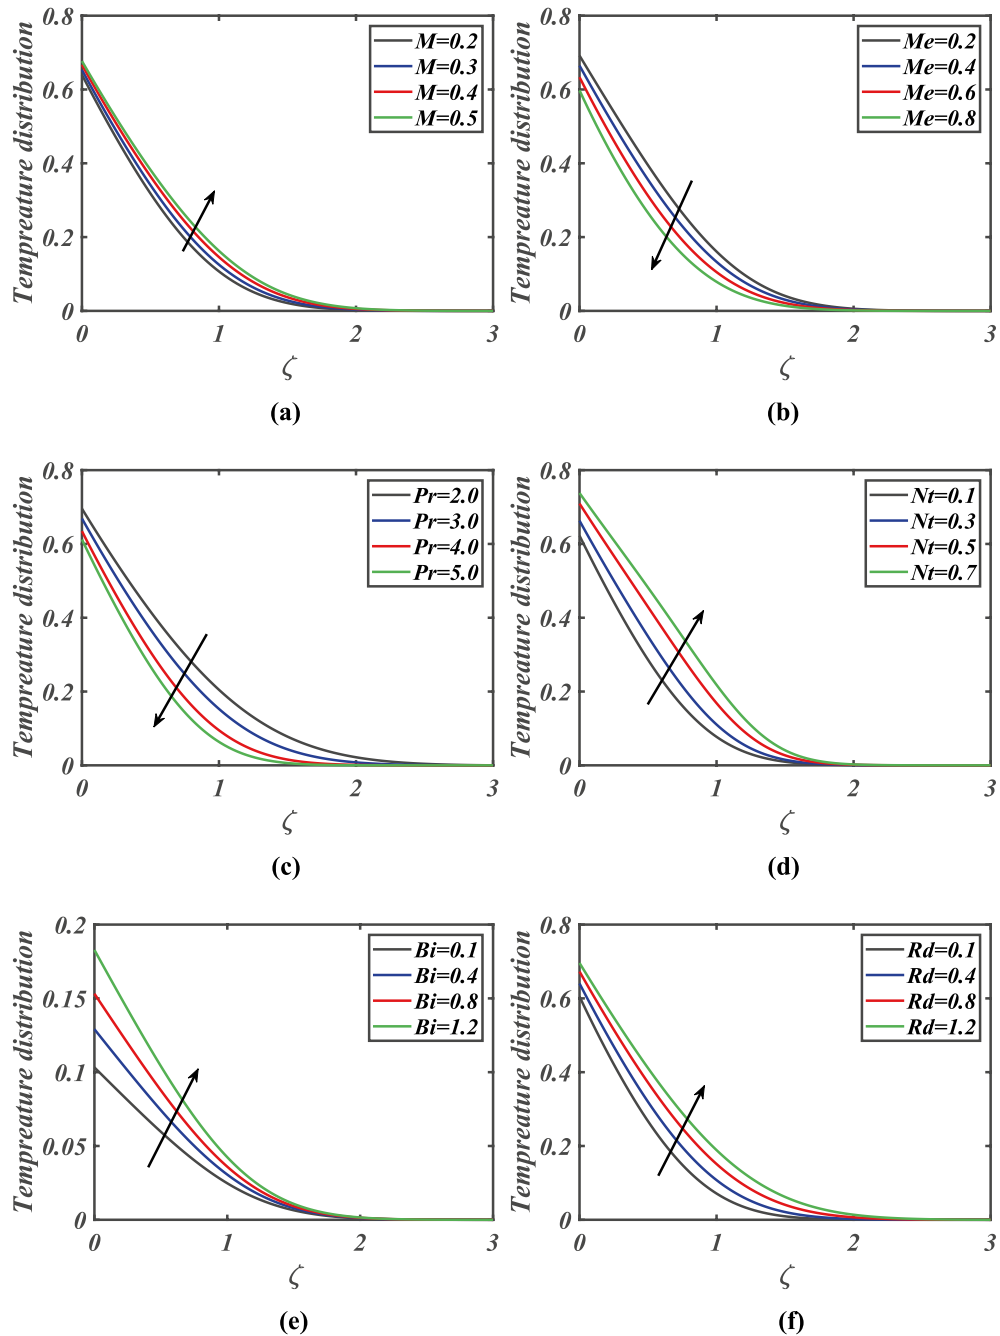 Tempreature distribution
0.8
0.6
0.4
0.2
0
0
1
2
3
ζ
M=0.2
M=0.3
M=0.4
M=0.5
(a)
Tempreature distribution
0.8
0.6
0.4
0.2
0
0
1
2
3
ζ
Me=0.2
Me=0.4
Me=0.6
Me=0.8
(b)
Tempreature distribution
0.8
0.6
0.4
0.2
0
0
1
2
3
ζ
Pr=2.0
Pr=3.0
Pr=4.0
Pr=5.0
(c)
Tempreature distribution
0.8
0.6
0.4
0.2
0
0
1
2
3
ζ
Nt=0.1
Nt=0.3
Nt=0.5
Nt=0.7
(d)
Tempreature distribution
0.2
0.15
0.1
0.05
0
0
1
2
3
ζ
Bi=0.1
Bi=0.4
Bi=0.8
Bi=1.2
(e)
Tempreature distribution
0.8
0.6
0.4
0.2
0
0
1
2
3
ζ
Rd=0.1
Rd=0.4
Rd=0.8
Rd=1.2
(f)